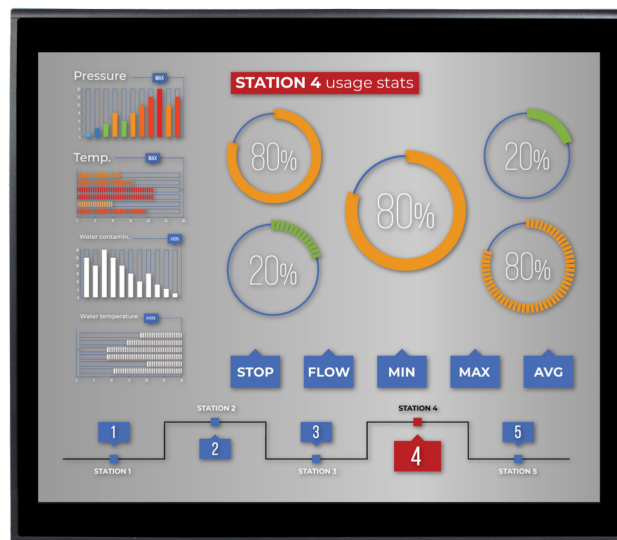 Pressure
MAX
STATION 4 usage stats
80%
20%
80%
Temp.
MAX
Water contamin.
MIN
20%
80%
Water temperature
MIN
STOP
FLOW
MIN
MAX
AVG
STATION 2
STATION 4
1
3
5
2
4
STATION 1
STATION 3
STATION 5